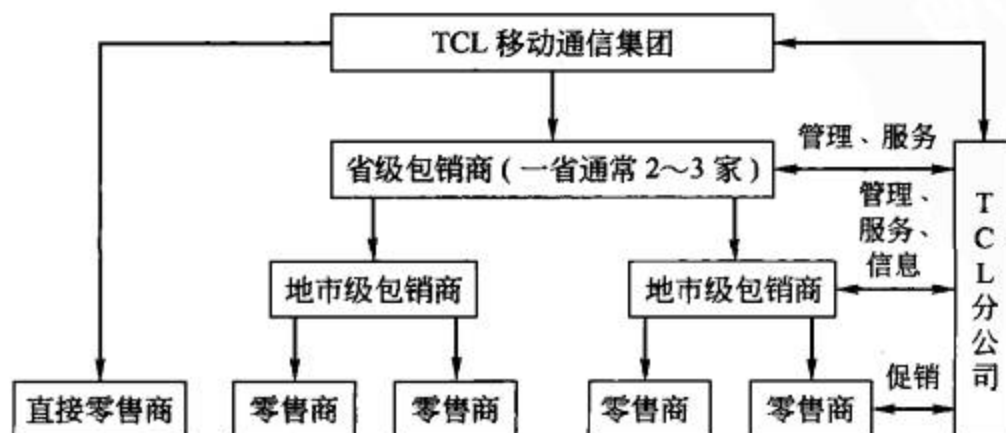 TCL 移动通信集团
管理、服务
省级包销商 ( 一省通常 2～3 家 )
管理、
服务、
信息
地市级包销商
地市级包销商
TCL分公司
促销
直接零售商
零售商
零售商
零售商
零售商